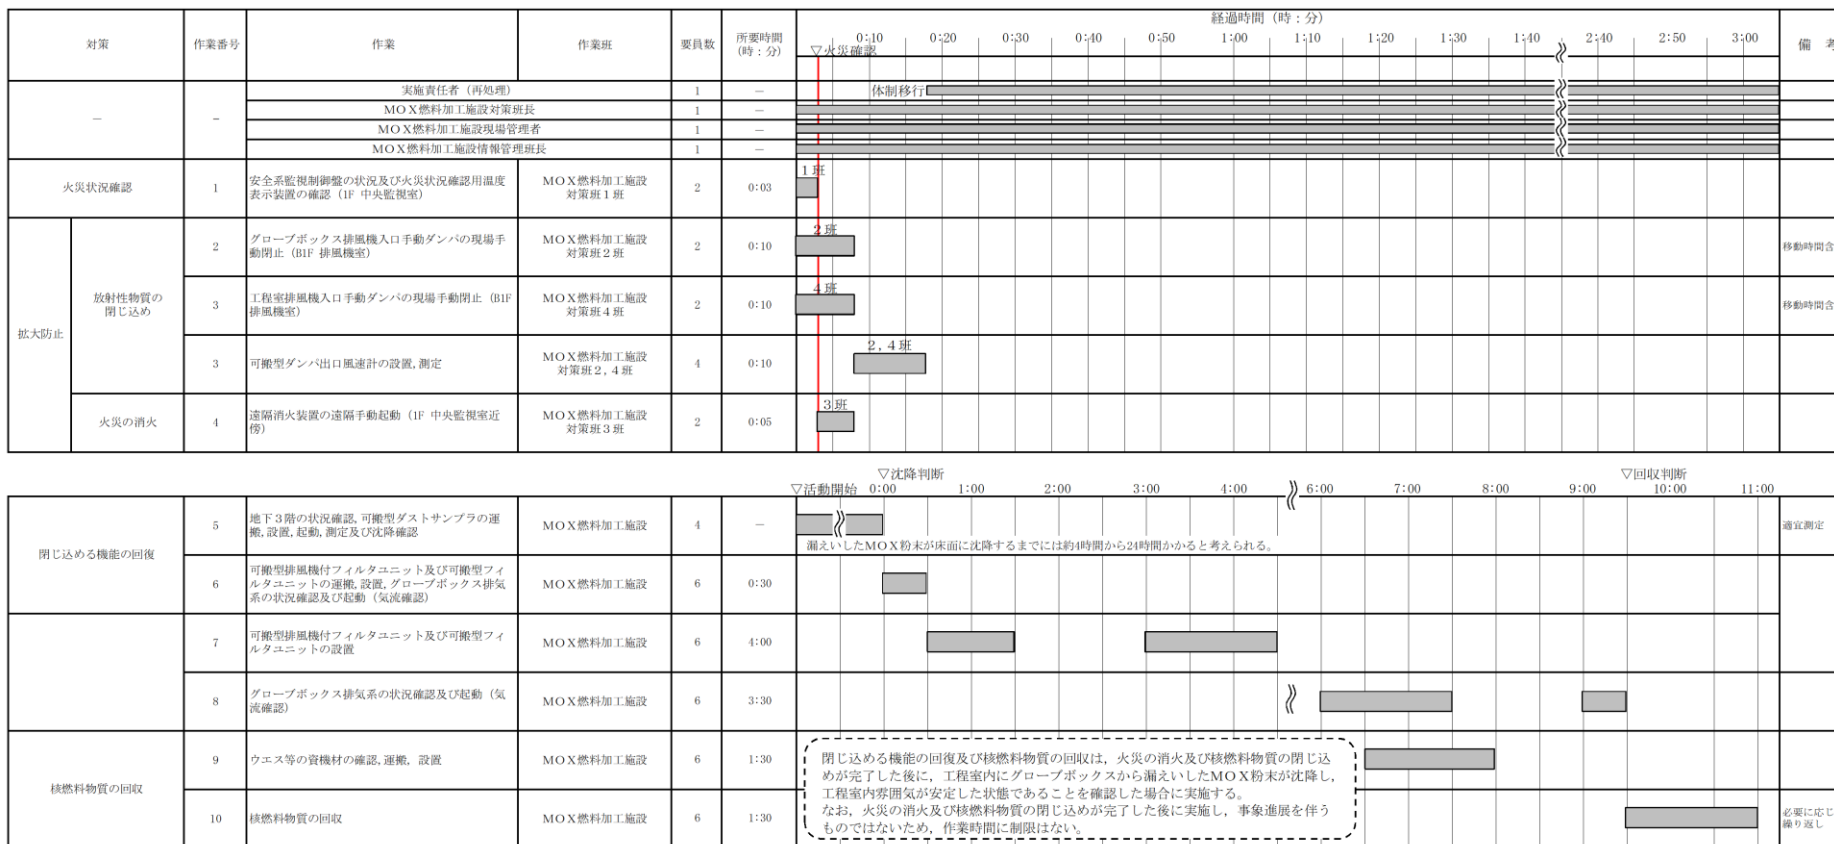 経過時間（時：分）
対策 作業番号 作業 作業班 要員数 所要時間
（時：分） 備 考
▽火災確認
0:10 0:20 0:30 0:40 0:50 1:00 1:10 1:20 1:30 1:40 2:40 2:50 3:00
－ － 実施責任者（再処理） 1 － 体制移行
ＭＯＸ燃料加工施設対策班長 1 －
ＭＯＸ燃料加工施設現場管理者 1 －
ＭＯＸ燃料加工施設情報管理班長 1 －
火災状況確認 1 安全系監視制御盤の状況及び火災状況確認用温度
表示装置の確認（1F 中央監視室） ＭＯＸ燃料加工施設
対策班１班 2 0:03 １班
拡大防止
放射性物質の
閉じ込め
2 グローブボックス排風機入口手動ダンパの現場手
動閉止（B1F 排風機室） ＭＯＸ燃料加工施設
対策班２班 2 0:10 ２班 移動時間含
3 工程室排風機入口手動ダンパの現場手動閉止（B1F
排風機室） ＭＯＸ燃料加工施設
対策班４班 2 0:10 ４班 移動時間含
3 可搬型ダンパ出口風速計の設置，測定 ＭＯＸ燃料加工施設
対策班２，４班 4 0:10 ２，４班
火災の消火 4 遠隔消火装置の遠隔手動起動（1F 中央監視室近
傍） ＭＯＸ燃料加工施設
対策班３班 2 0:05 ３班
▽沈降判断 ▽回収判断
▽活動開始 0:00 1:00 2:00 3:00 4:00 6:00 7:00 8:00 9:00 10:00 11:00
閉じ込める機能の回復
5 地下３階の状況確認，可搬型ダストサンプラの運
搬，設置，起動，測定及び沈降確認 ＭＯＸ燃料加工施設 4 － 適宜測定
漏えいしたＭＯＸ粉末が床面に沈降するまでには約4時間から24時間かかると考えられる。
6 可搬型排風機付フィルタユニット及び可搬型フィ
ルタユニットの運搬，設置，グローブボックス排気
系の状況確認及び起動（気流確認） ＭＯＸ燃料加工施設 6 0:30
7 可搬型排風機付フィルタユニット及び可搬型フィ
ルタユニットの設置 ＭＯＸ燃料加工施設 6 4:00
8 グローブボックス排気系の状況確認及び起動（気
流確認） ＭＯＸ燃料加工施設 6 3:30
核燃料物質の回収
9 ウエス等の資機材の確認，運搬，設置 ＭＯＸ燃料加工施設 6 1:30
10 核燃料物質の回収 ＭＯＸ燃料加工施設 6 1:30 必要に応じ
繰り返し
閉じ込める機能の回復及び核燃料物質の回収は，火災の消火及び核燃料物質の閉じ込
めが完了した後に，工程室内にグローブボックスから漏えいしたＭＯＸ粉末が沈降し，
工程室内雰囲気が安定した状態であることを確認した場合に実施する。
なお，火災の消火及び核燃料物質の閉じ込めが完了した後に実施し，事象進展を伴う
ものではないため，作業時間に制限はない。